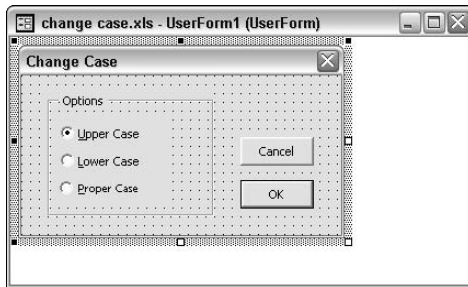 change case.xls - UserForm1 (UserForm)
Change Case
Options
Upper Case
Lower Case
Proper Case
Cancel
OK